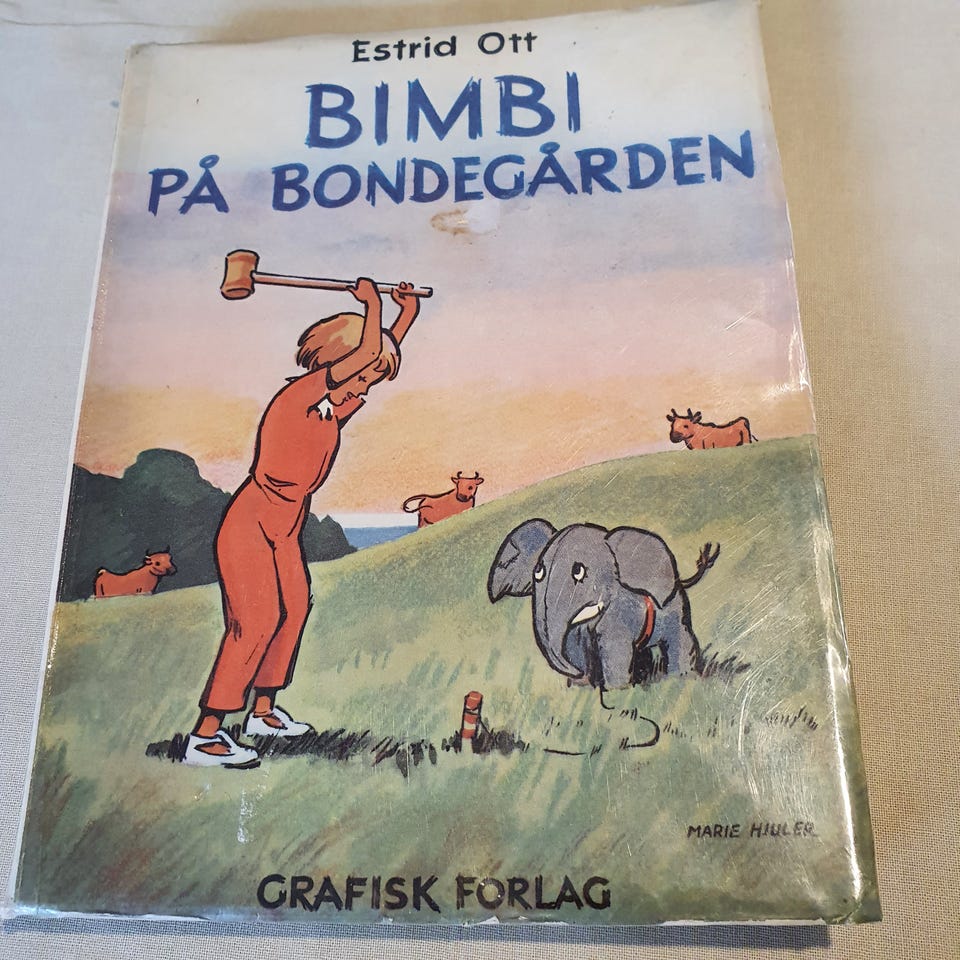 Estrid Ott
BIMBI
PÅ BONDEGÅRDEN
MARIE HJULER
GRAFISK FORLAG